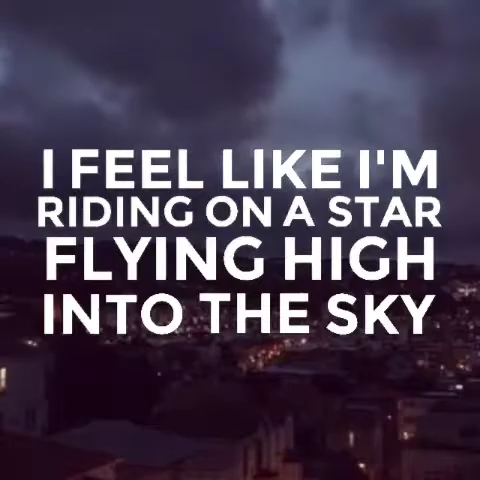 I FEEL LIKE I'M
RIDING ON A STAR
FLYING HIGH
INTO THE SKY